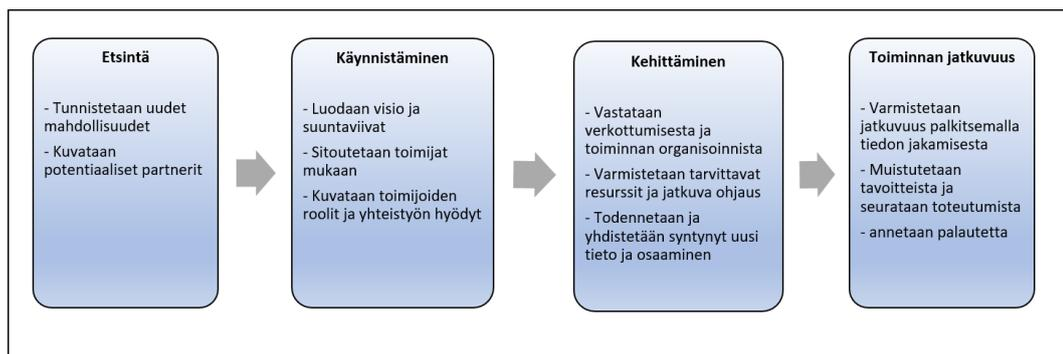 Etsintä
- Tunnistetaan uudet
mahdollisuudet
- Kuvataan
potentiaaliset partnerit
Käynnistäminen
- Luodaan visio ja
suuntaviivat
- Sitoutetaan toimijat
mukaan
- Kuvataan toimijoiden
roolit ja yhteistyön hyödyt
Kehittäminen
- Vastataan
verkottumisesta ja
toiminnan organisoinnista
- Varmistetaan tarvittavat
resurssit ja jatkuva ohjaus
- Todennetaan ja
yhdistetään syntynyt uusi
tieto ja osaaminen
Toiminnan jatkuvuus
- Varmistetaan
jatkuvuus palkitsemalla
tiedon jakamisesta
- Muistutetaan
tavoitteista ja
seurataan toteutumista
- annetaan palautetta